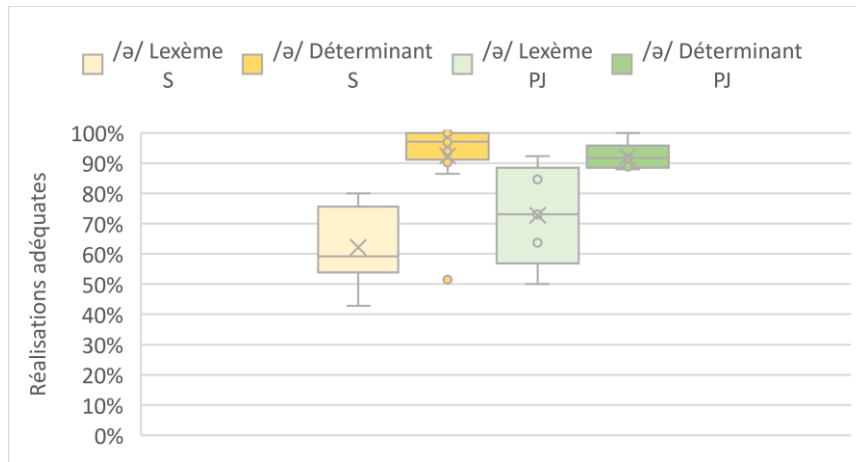 /ə/ Lexème S
/ə/ Déterminant S
/ə/ Lexème PJ
/ə/ Déterminant PJ
Réalisations adéquates
100%
90%
80%
70%
60%
50%
40%
30%
20%
10%
0%